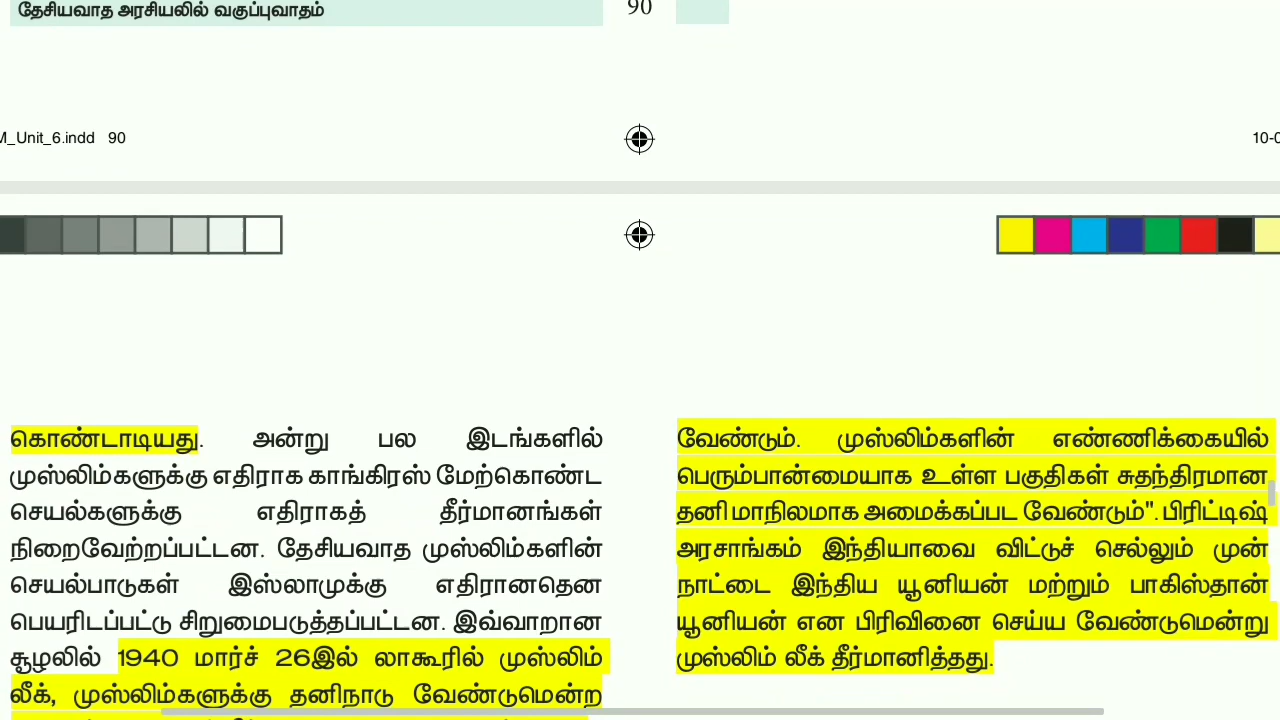 தேசியவாத அரசியலில் வகுப்புவாதம்
90
M_Unit_6.indd 90
10-0
கொண்டாடியது. அன்று பல இடங்களில்
முஸ்லிம்களுக்கு எதிராக காங்கிரஸ் மேற்கொண்ட
செயல்களுக்கு எதிராகத் தீர்மானங்கள்
நிறைவேற்றப்பட்டன. தேசியவாத முஸ்லிம்களின்
செயல்பாடுகள் இஸ்லாமுக்கு எதிரானதென
பெயரிடப்பட்டு சிறுமைபடுத்தப்பட்டன. இவ்வாறான
சூழலில் 1940 மார்ச் 26இல் லாகூரில் முஸ்லிம்
லீக், முஸ்லிம்களுக்கு தனிநாடு வேண்டுமென்ற
வேண்டும். முஸ்லிம்களின் எண்ணிக்கையில்
பெரும்பான்மையாக உள்ள பகுதிகள் சுதந்திரமான
தனி மாநிலமாக அமைக்கப்பட வேண்டும்". பிரிட்டிஷ்
அரசாங்கம் இந்தியாவை விட்டுச் செல்லும் முன்
நாட்டை இந்திய யூனியன் மற்றும் பாகிஸ்தான்
யூனியன் என பிரிவினை செய்ய வேண்டுமென்று
முஸ்லிம் லீக் தீர்மானித்தது.